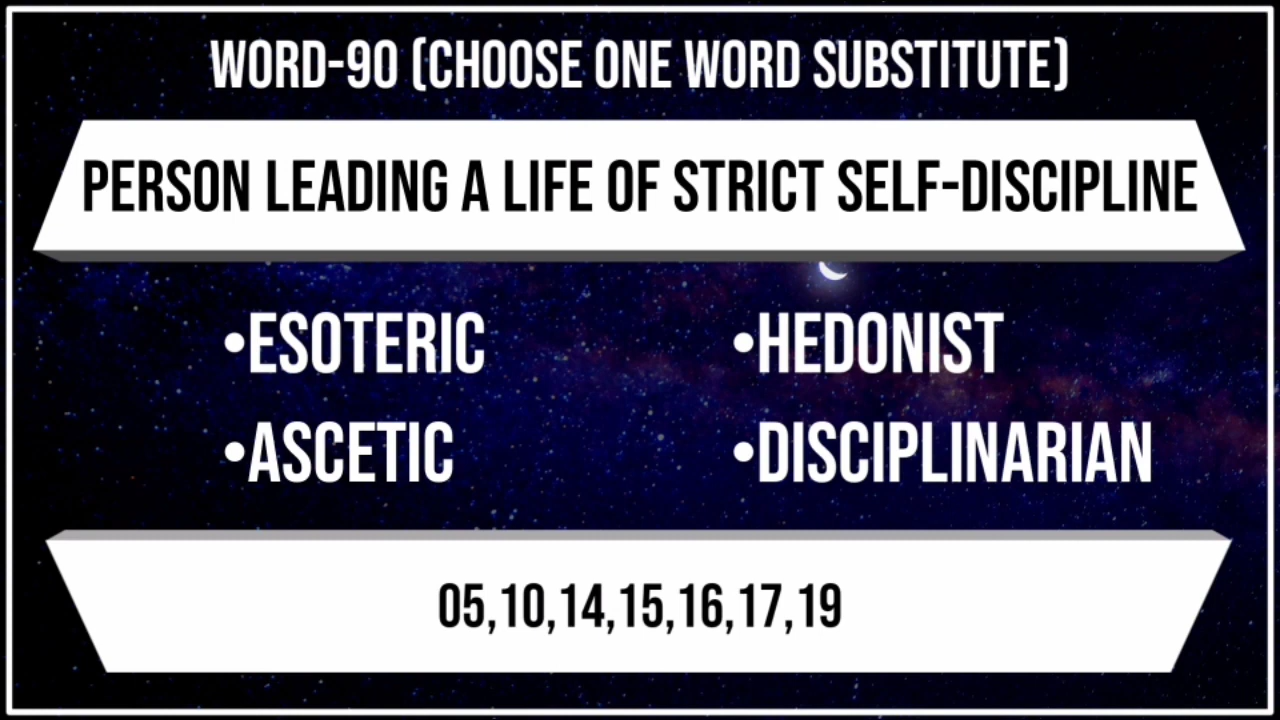 WORD-90 (CHOOSE ONE WORD SUBSTITUTE)
PERSON LEADING A LIFE OF STRICT SELF-DISCIPLINE
•ESOTERIC
•HEDONIST
•ASCETIC
•DISCIPLINARIAN
05,10,14,15,16,17,19